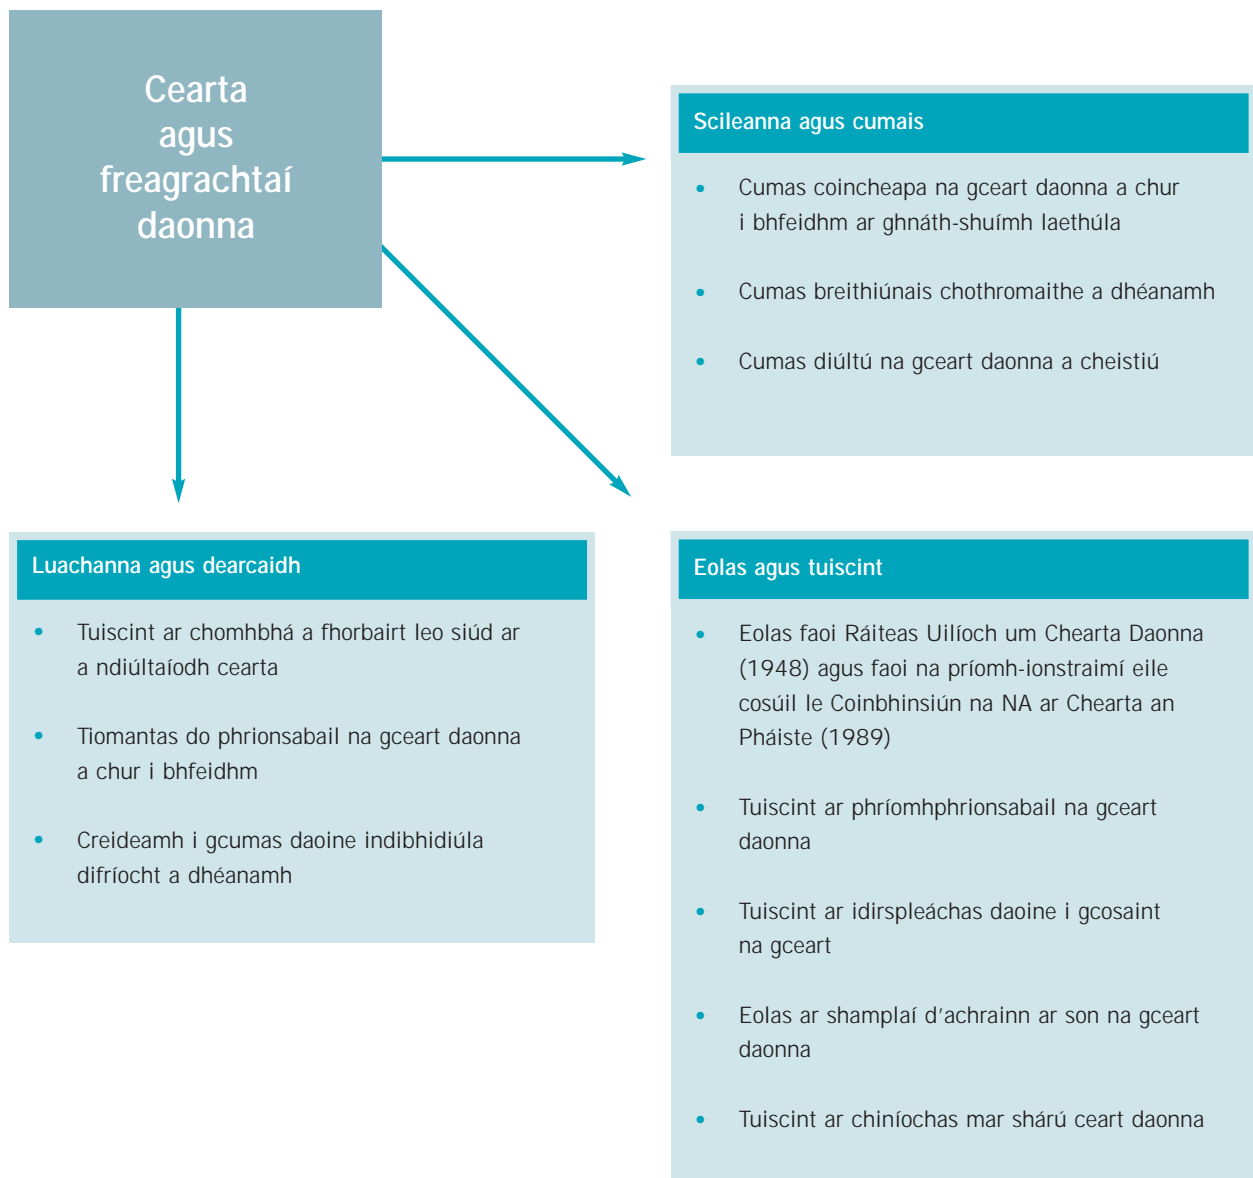 Cearta
agus
freagrachtaí
daonna
Scileanna agus cumais
• Cumas coincheapa na gceart daonna a chur
i bhfeidhm ar ghnáth-shuímh laethúla
• Cumas breithiúnais chothromaithe a dhéanamh
• Cumas diúltú na gceart daonna a cheistiú
Luachanna agus dearcaidh
• Tuiscint ar chomhbhá a fhorbairt leo siúd ar
a ndiúltaíodh cearta
• Tiomantas do phrionsabail na gceart daonna
a chur i bhfeidhm
• Creideamh i gcumas daoine indibhidiúla
difríocht a dhéanamh
Eolas agus tuiscint
• Eolas faoi Ráiteas Uilíoch um Chearta Daonna
(1948) agus faoi na príomh-ionstraimí eile
cosúil le Coinbhinsiún na NA ar Chearta an
Pháiste (1989)
• Tuiscint ar phríomhphrionsabail na gceart
daonna
• Tuiscint ar idirspleáchas daoine i gcosaint
na gceart
• Eolas ar shamplaí d’achrainn ar son na gceart
daonna
• Tuiscint ar chiníochas mar shárú ceart daonna